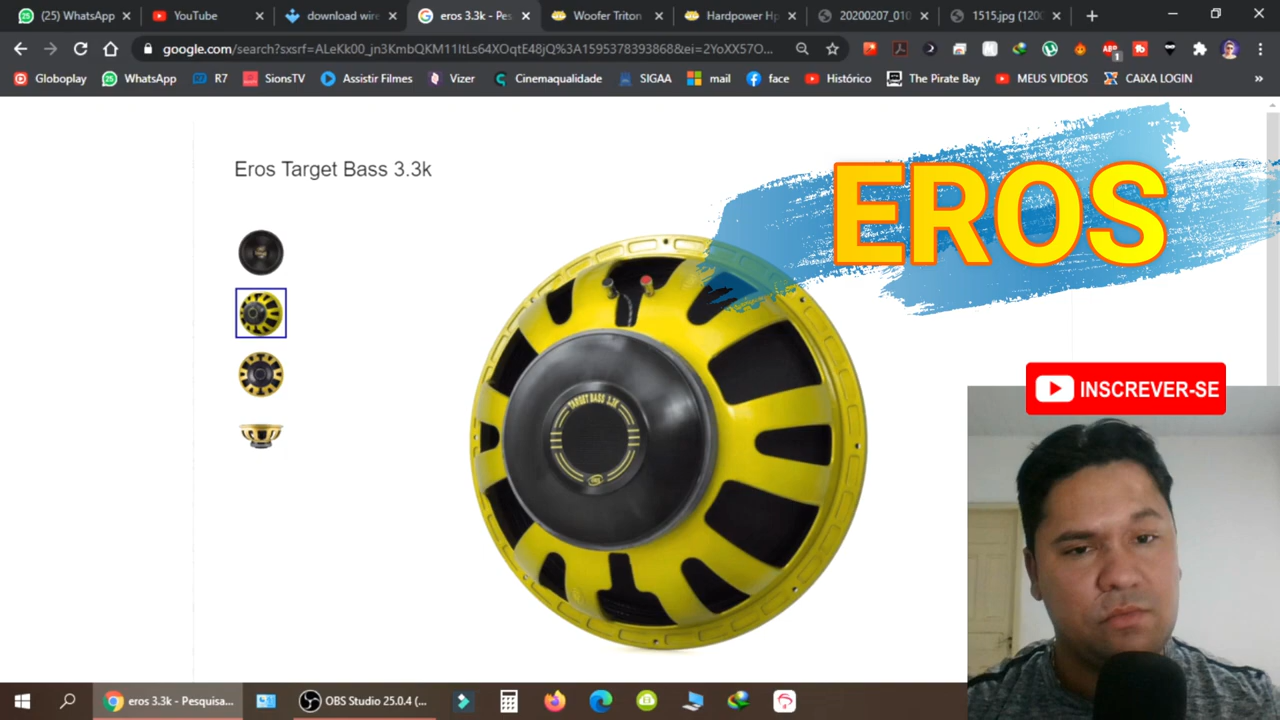 (25) WhatsApp
YouTube
download wire
eros 3.3k - Pes
Woofer Triton
Hardpower Hp
20200207_010
1515.jpg (120
google.com/search?sxsrf=ALeKk00_jn3KmbQKM11ItLs64XOqtE48jQ%3A1595378393868&ei=2YoXX57O...
Globoplay
WhatsApp
R7
SionsTV
Assistir Filmes
Vizer
Cinemaqualidade
SIGAA
mail
face
Histórico
The Pirate Bay
MEUS VIDEOS
CAiXA LOGIN
»
Eros Target Bass 3.3k
EROS
TARGET BASS 3.3K
INSCREVER-SE
eros 3.3k - Pesquisa...
OBS Studio 25.0.4 (...